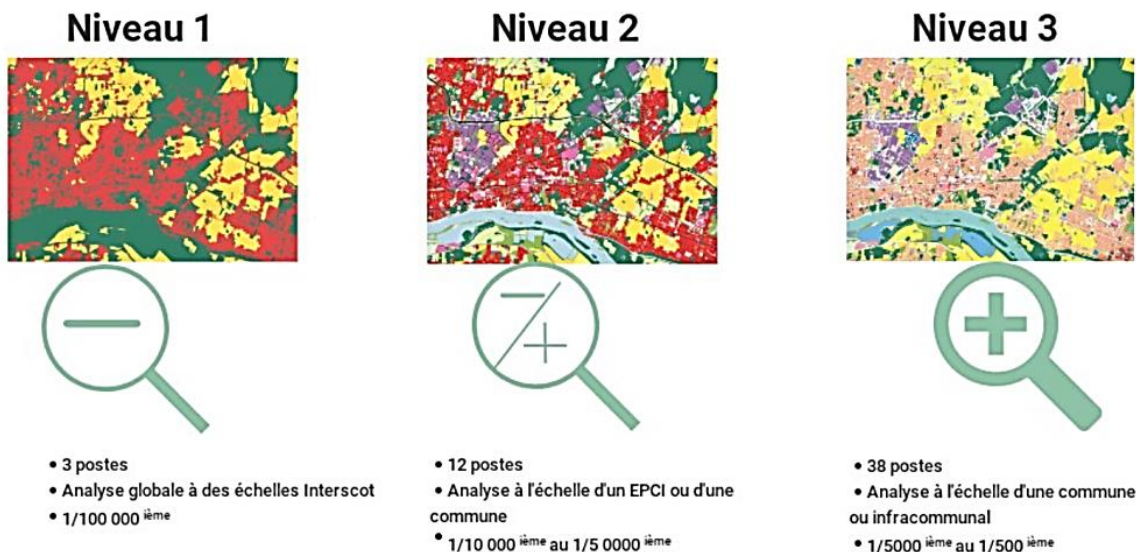 Niveau 1
Niveau 2
Niveau 3
• 3 postes
• Analyse globale à des échelles Interscot
• 1/100 000 ième
• 12 postes
• Analyse à l'échelle d'un EPCI ou d'une
commune
• 1/10 000 ième au 1/5 0000 ième
• 38 postes
• Analyse à l'échelle d'une commune
ou infracommunal
• 1/5000 ième au 1/500 ième